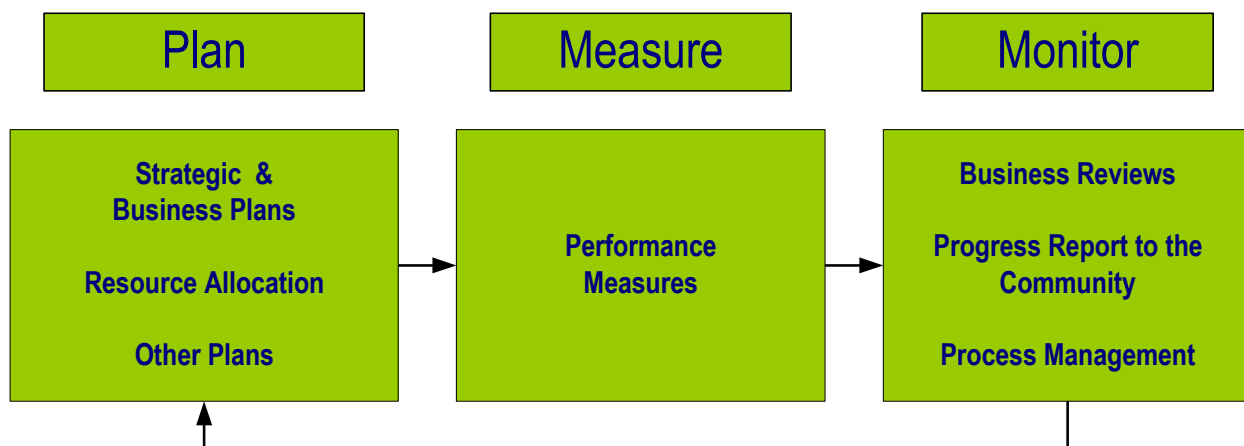 Plan
Measure
Monitor
Strategic &
Business Plans
Resource Allocation
Other Plans
Performance
Measures
Business Reviews
Progress Report to the
Community
Process Management